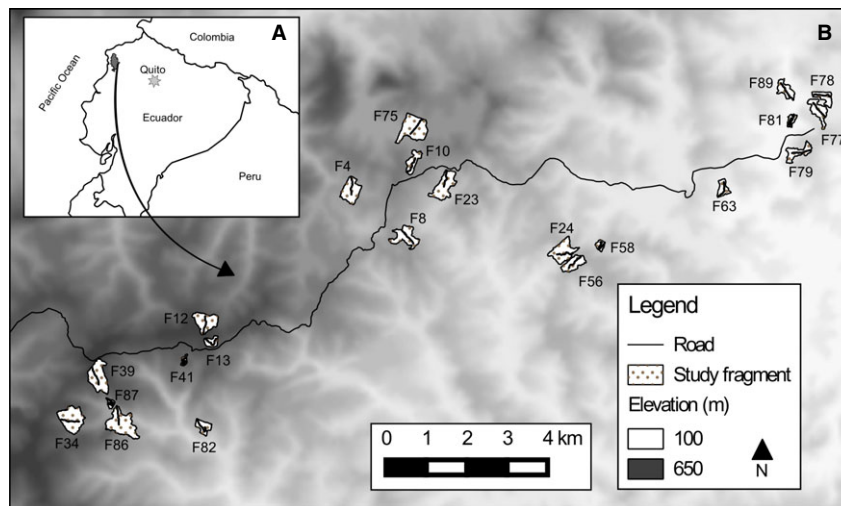 A
Colombia
Pacific Ocean
Quito
Ecuador
Peru
B
F89
F78
F81
F77
F79
F63
F75
F10
F4
F23
F8
F24
F58
F56
F12
F13
F39
F41
F87
F34
F86
F82
0 1 2 3 4 km
Legend
Road
Study fragment
Elevation (m)
100
650
N